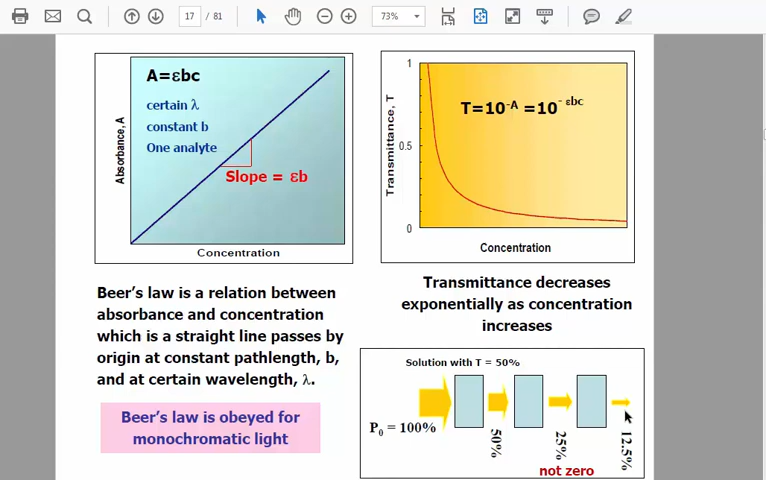 17 / 81
73%
A=εbc
certain λ
constant b
One analyte
Slope = εb
Absorbance, A
Concentration
T=10-A =10- εbc
Transmittance, T
1
0.5
0
Concentration
Beer's law is a relation between
absorbance and concentration
which is a straight line passes by
origin at constant pathlength, b,
and at certain wavelength, λ.
Beer's law is obeyed for
monochromatic light
Transmittance decreases
exponentially as concentration
increases
Solution with T = 50%
P0 = 100%
50%
25%
12.5%
not zero